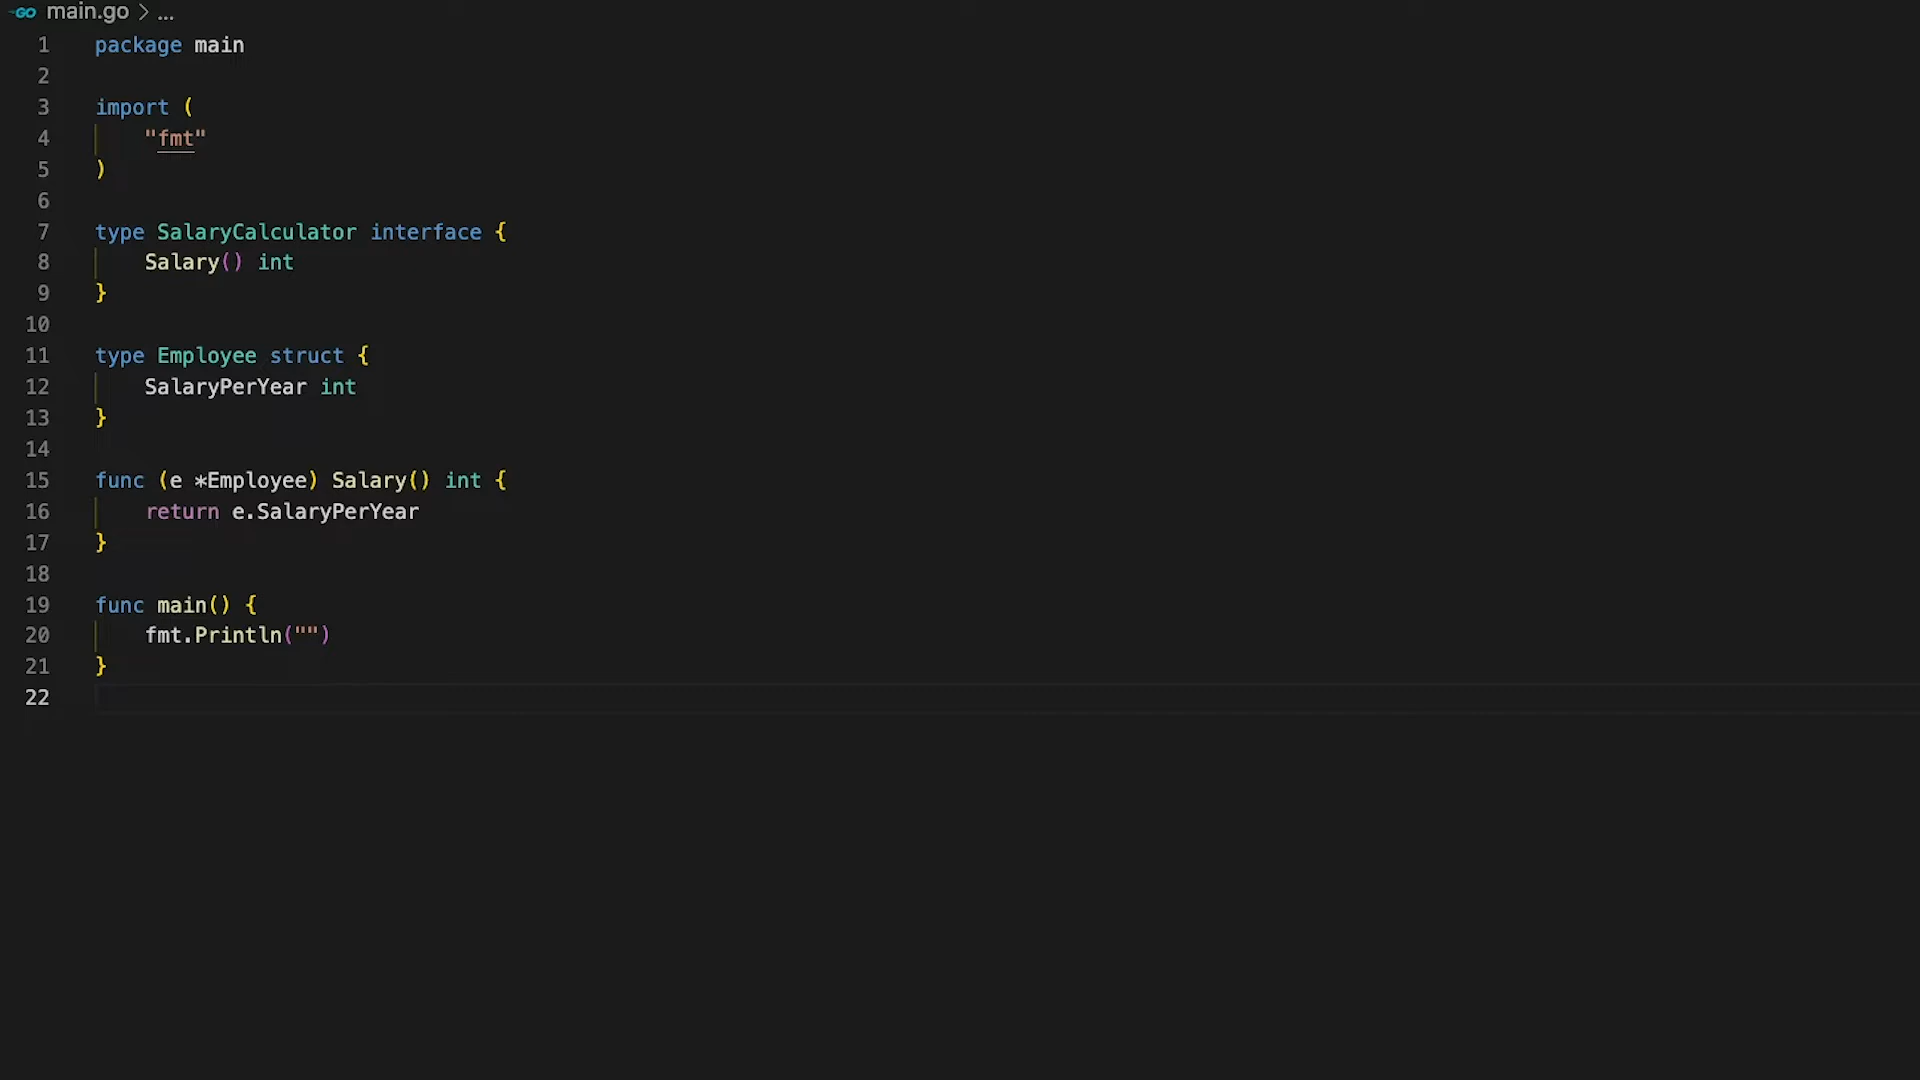 GO main.go > ...
1 package main
2
3 import (
4 "fmt"
5 )
6
7 type SalaryCalculator interface {
8 Salary() int
9 }
10
11 type Employee struct {
12 SalaryPerYear int
13 }
14
15 func (e *Employee) Salary() int {
16 return e.SalaryPerYear
17 }
18
19 func main() {
20 fmt.Println("")
21 }
22